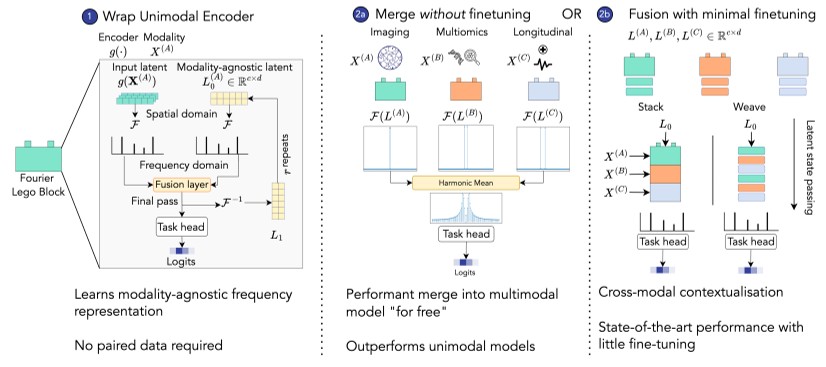 1 Wrap Unimodal Encoder
Encoder Modality
g(·) X^(A)
Input latent Modality-agnostic latent
g(X^(A)) L_0^(A) ∈ ℝ^(c×d)
Spatial domain
F F
Frequency domain
Fusion layer
Final pass
F^-1
r repeats
L_1
Task head
Logits
Fourier
Lego Block
Learns modality-agnostic frequency
representation
No paired data required
2a Merge without finetuning
Imaging Multiomics Longitudinal
X^(A) X^(B) X^(C)
F(L^(A)) F(L^(B)) F(L^(C))
Harmonic Mean
Task head
Logits
Performant merge into multimodal
model "for free"
Outperforms unimodal models
OR
2b Fusion with minimal finetuning
L^(A), L^(B), L^(C) ∈ ℝ^(c×d)
Stack Weave
L_0 L_0
X^(A)
X^(B)
X^(C)
Latent state passing
Task head Task head
Cross-modal contextualisation
State-of-the-art performance with
little fine-tuning